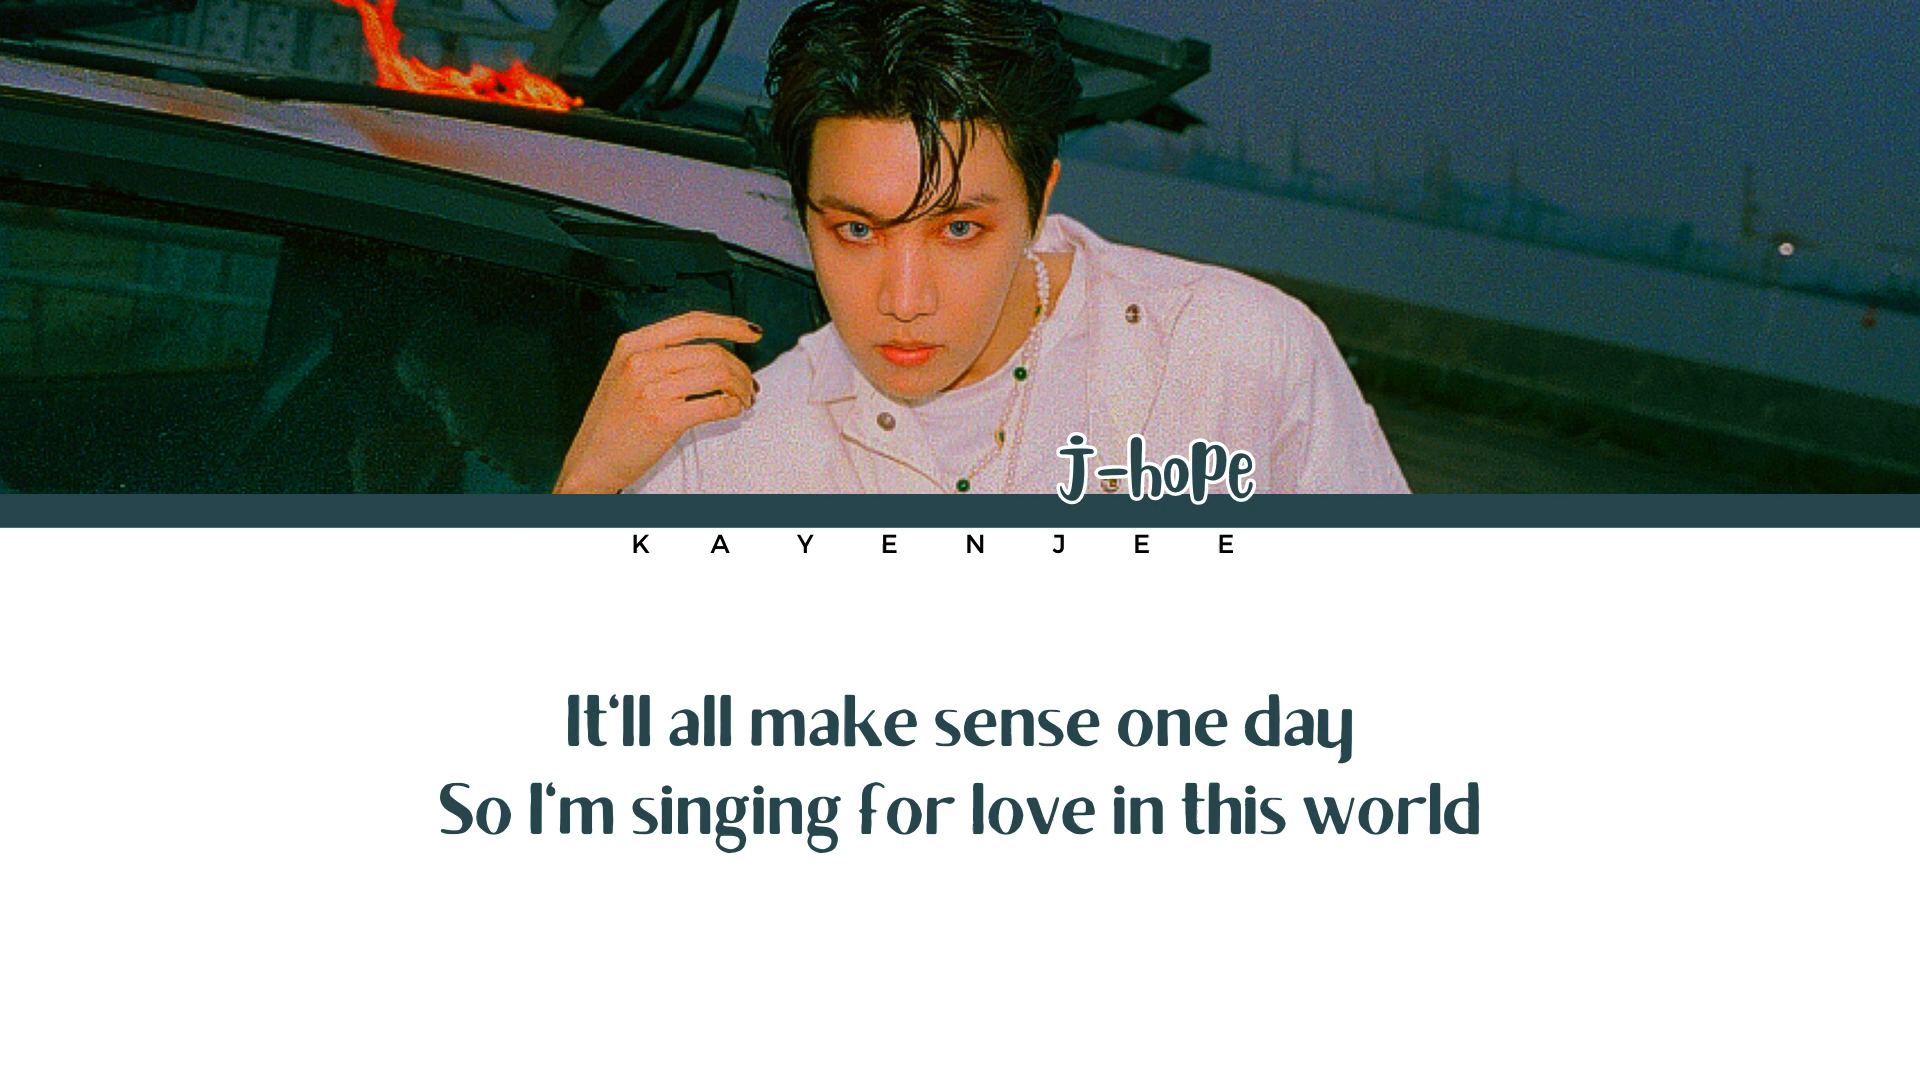 j-hope
K A Y E N J E E
It‘ll all make sense one day
So I‘m singing for love in this world